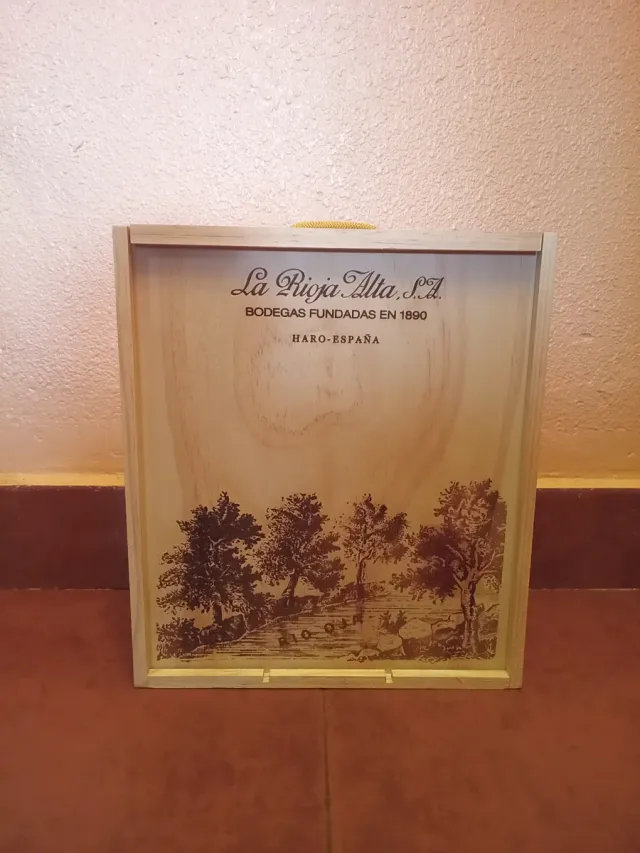 La Rioja Alta, S.A.
BODEGAS FUNDADAS EN 1890
HARO-ESPAÑA
RIO OJA